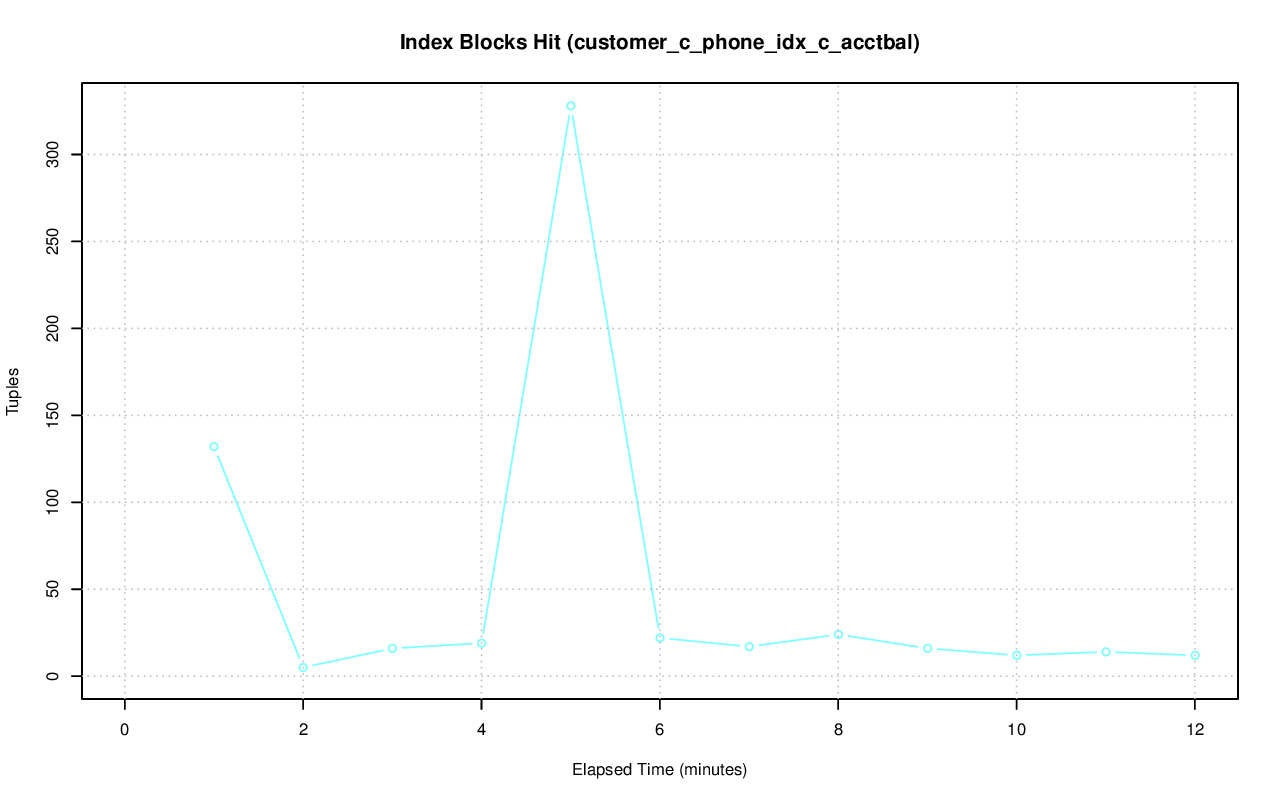 Index Blocks Hit (customer_c_phone_idx_c_acctbal)
300
250
200
150
100
50
0
Tuples
0 2 4 6 8 10 12
Elapsed Time (minutes)